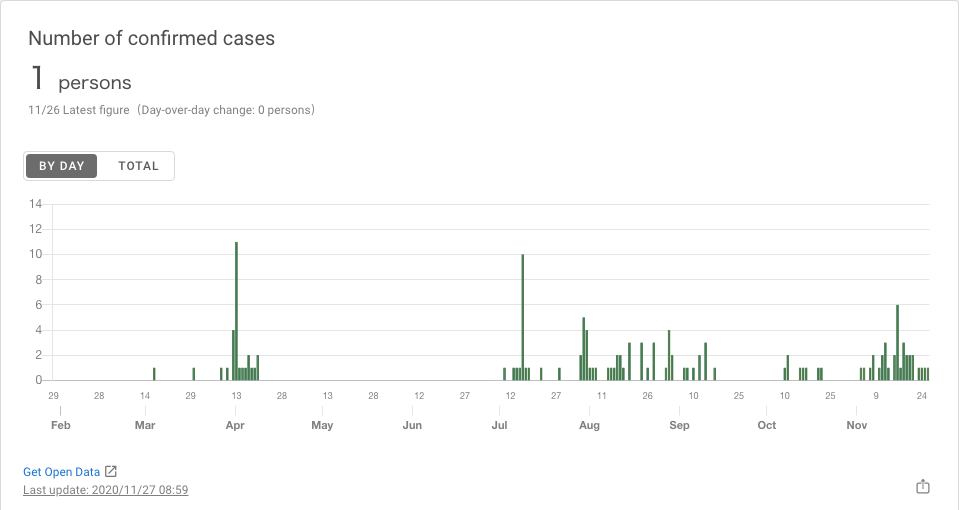 Number of confirmed cases
1 persons
11/26 Latest figure (Day-over-day change: 0 persons)
BY DAY TOTAL
14
12
10
8
6
4
2
0
29 28 14 29 13 28 13 28 12 27 12 27 11 26 10 25 10 25 9 24
Feb Mar Apr May Jun Jul Aug Sep Oct Nov
Get Open Data
Last update: 2020/11/27 08:59